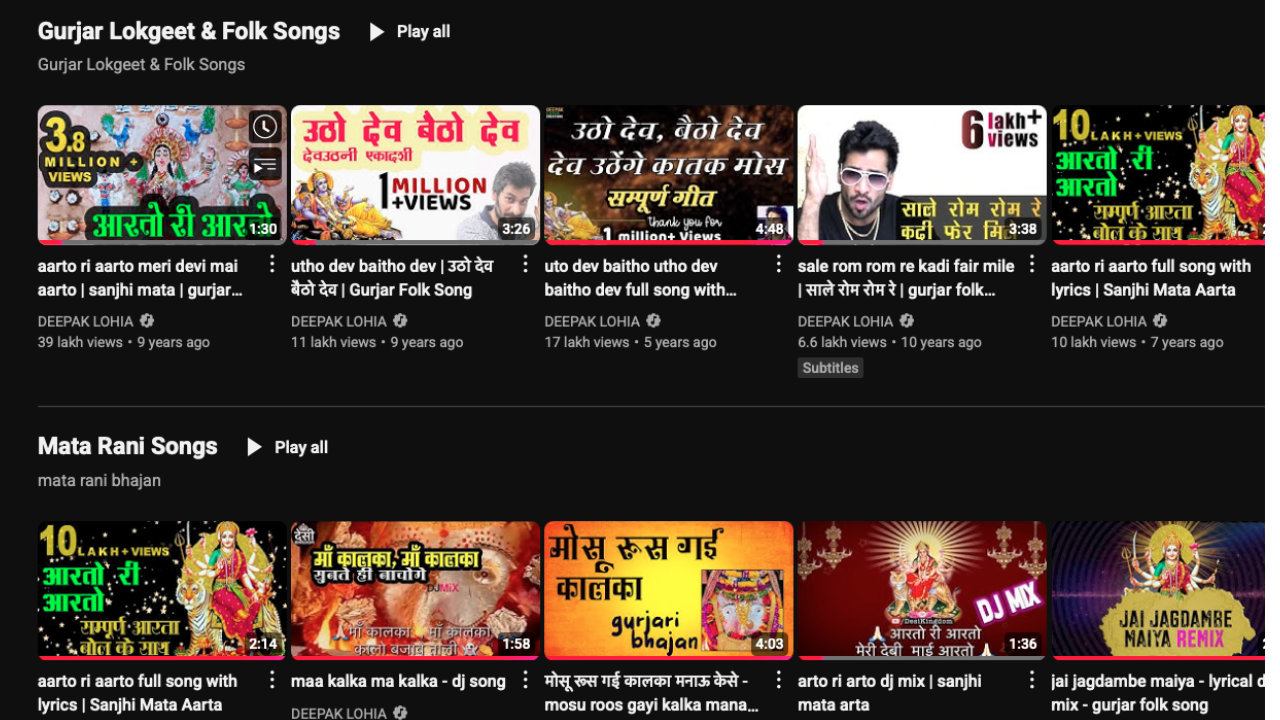 Gurjar Lokgeet & Folk Songs Play all
Gurjar Lokgeet & Folk Songs
3.8
MILLION +
VIEWS
आरतो री आरतो
1:30
उठो देव बैठो देव
देवउठनी एकादशी
1 MILLION
+VIEWS
3:26
DEEPAK
उठो देव, बैठो देव
देव उठेंगे कातक मोस
सम्पूर्ण गीत
Thank you for
1 million+ Views
4:48
6 lakh+
views
साले रोम रोम रे
कढी फेर
3:38
10 LAKH+VIEWS
आरतो री
आरतो
सम्पूर्ण आरता
बोल के साथ
aarto ri aarto meri devi mai
aarto | sanjhi mata | gurjar...
DEEPAK LOHIA
39 lakh views • 9 years ago
utho dev baitho dev | उठो देव
बैठो देव | Gurjar Folk Song
DEEPAK LOHIA
11 lakh views • 9 years ago
uto dev baitho utho dev
baitho dev full song with...
DEEPAK LOHIA
17 lakh views • 5 years ago
sale rom rom re kadi fair mile
| साले रोम रोम रे | gurjar folk...
DEEPAK LOHIA
6.6 lakh views • 10 years ago
Subtitles
aarto ri aarto full song with
lyrics | Sanjhi Mata Aarta
DEEPAK LOHIA
10 lakh views • 7 years ago
Mata Rani Songs Play all
mata rani bhajan
10 LAKH+VIEWS
आरतो री
आरतो
सम्पूर्ण आरता
बोल के साथ
2:14
देसी
माँ कालका, माँ कालका
सुनते ही नाचोगे
DJ MIX
माँ कालका माँ कालका
1:58
मोसू रूस गई
कालका
gurjari
bhajan
4:03
DJ MIX
DesiKingdom
आरतो री आरतो
मेरी देबी माई आरतो
1:36
JAI JAGDAMBE
MAIYA REMIX
aarto ri aarto full song with
lyrics | Sanjhi Mata Aarta
maa kalka ma kalka - dj song
DEEPAK LOHIA
मोसू रूस गई कालका मनाऊ केसे -
mosu roos gayi kalka mana...
arto ri arto dj mix | sanjhi
mata arta
jai jagdambe maiya - lyrical d
mix - gurjar folk song